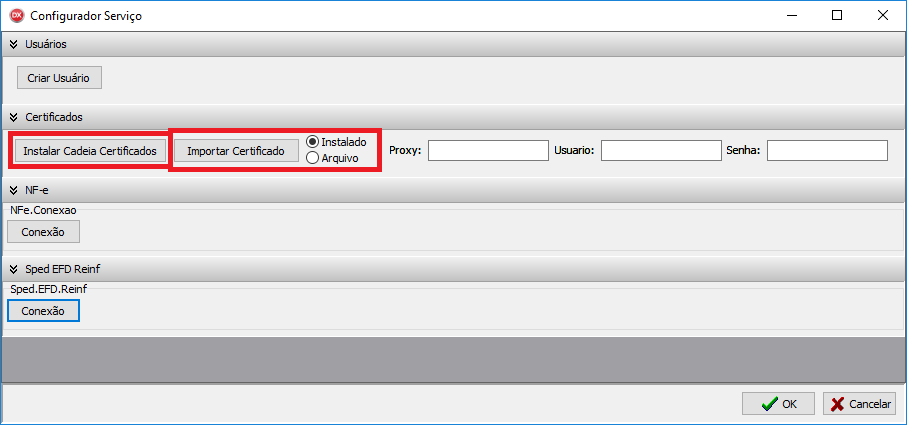 DX Configurador Serviço
Usuários
Criar Usuário
Certificados
Instalar Cadeia Certificados Importar Certificado Instalado Arquivo Proxy: Usuario: Senha:
NF-e
NFe.Conexao
Conexão
Sped EFD Reinf
Sped.EFD.Reinf
Conexão
OK Cancelar